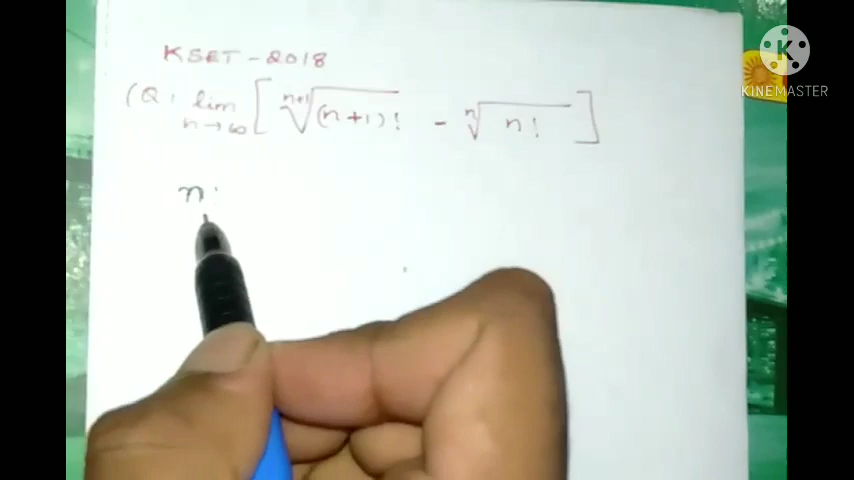 KSET - 2018
(Q, lim n→∞ [ ⁿ⁺¹√(n+1)! - ⁿ√n! ]
n
K
KINEMASTER